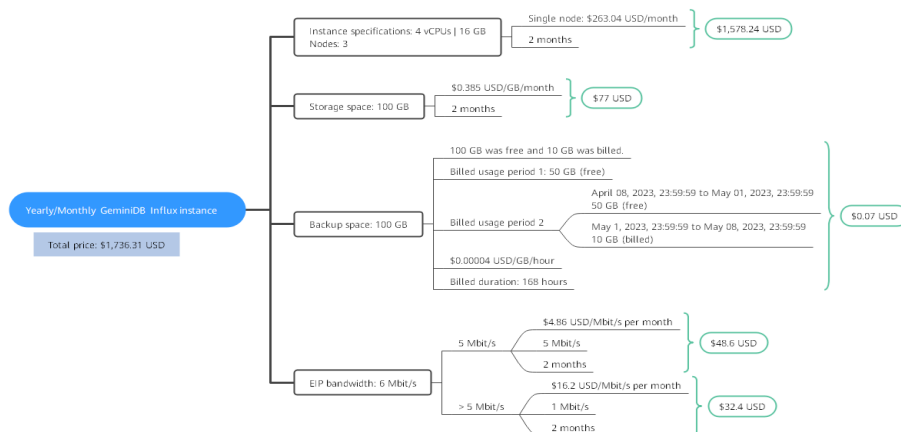 Yearly/Monthly GeminiDB Influx instance
Total price: $1,736.31 USD
Instance specifications: 4 vCPUs | 16 GB
Nodes: 3
Single node: $263.04 USD/month
2 months
$1,578.24 USD
Storage space: 100 GB
$0.385 USD/GB/month
2 months
$77 USD
Backup space: 100 GB
100 GB was free and 10 GB was billed.
Billed usage period 1: 50 GB (free)
Billed usage period 2
April 08, 2023, 23:59:59 to May 01, 2023, 23:59:59
50 GB (free)
May 1, 2023, 23:59:59 to May 08, 2023, 23:59:59
10 GB (billed)
$0.00004 USD/GB/hour
Billed duration: 168 hours
$0.07 USD
EIP bandwidth: 6 Mbit/s
5 Mbit/s
$4.86 USD/Mbit/s per month
5 Mbit/s
2 months
$48.6 USD
> 5 Mbit/s
$16.2 USD/Mbit/s per month
1 Mbit/s
2 months
$32.4 USD